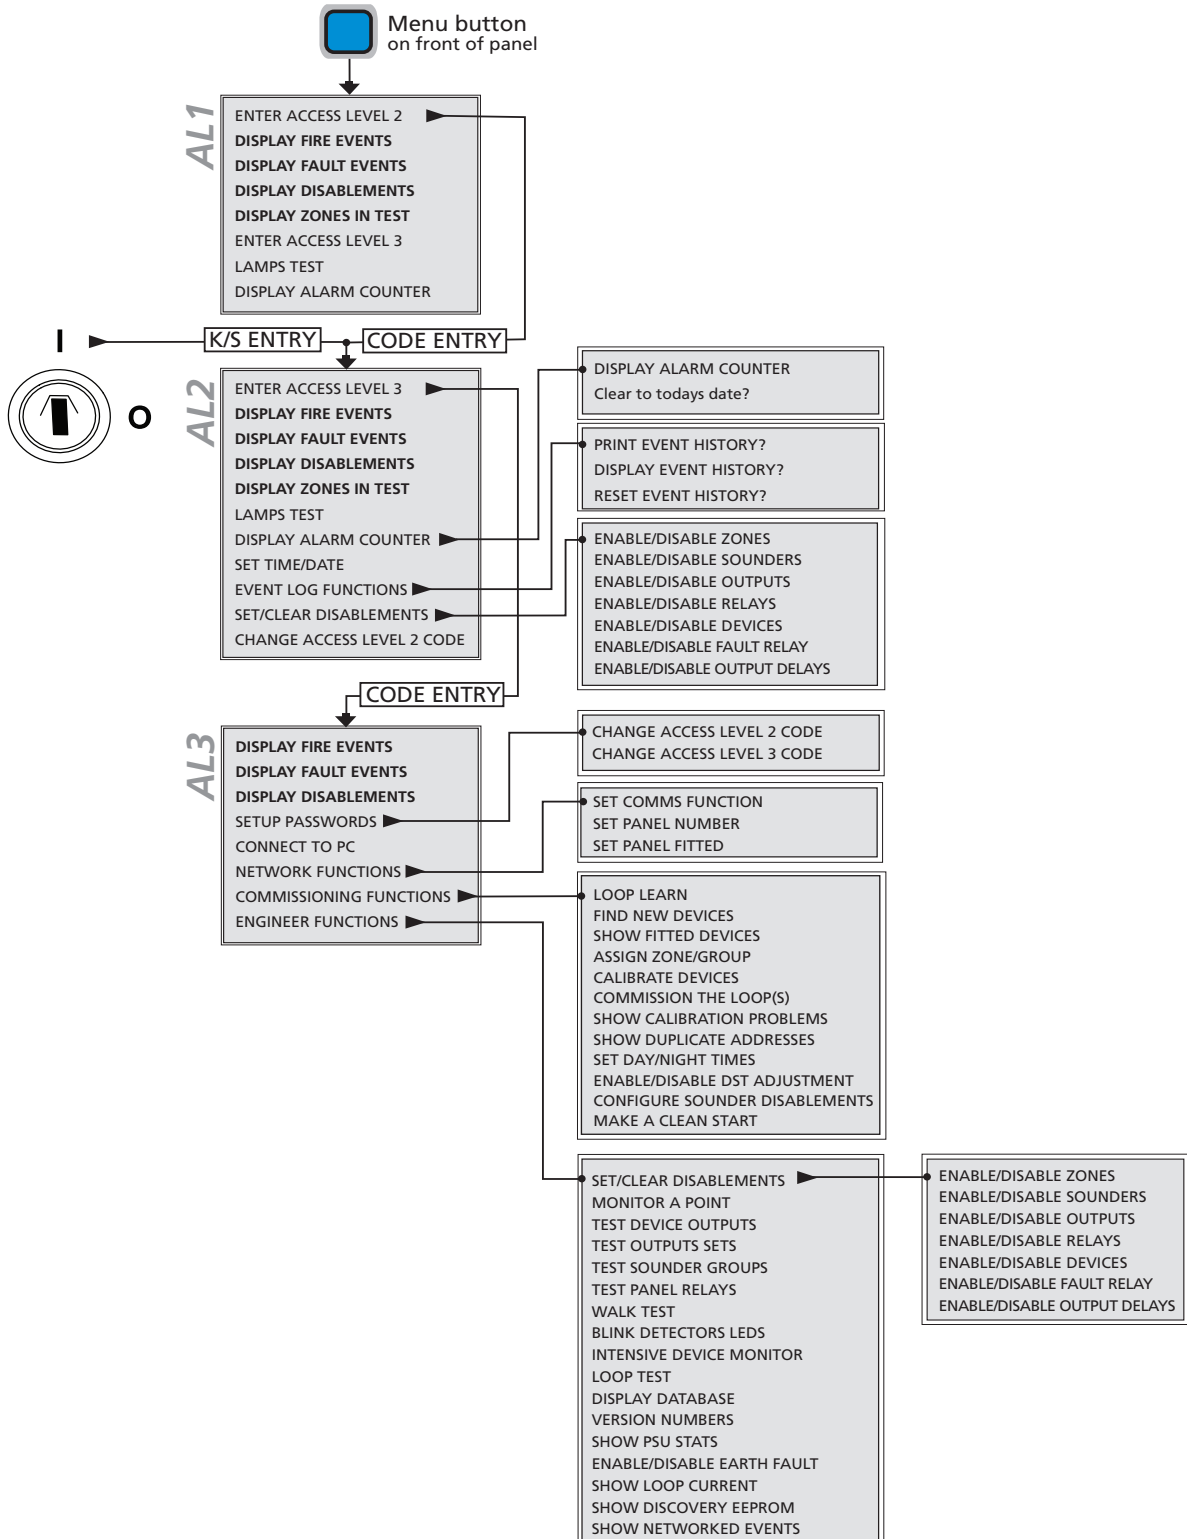 Menu button
on front of panel
AL1
ENTER ACCESS LEVEL 2
DISPLAY FIRE EVENTS
DISPLAY FAULT EVENTS
DISPLAY DISABLEMENTS
DISPLAY ZONES IN TEST
ENTER ACCESS LEVEL 3
LAMPS TEST
DISPLAY ALARM COUNTER
I
K/S ENTRY
CODE ENTRY
O
AL2
ENTER ACCESS LEVEL 3
DISPLAY FIRE EVENTS
DISPLAY FAULT EVENTS
DISPLAY DISABLEMENTS
DISPLAY ZONES IN TEST
LAMPS TEST
DISPLAY ALARM COUNTER
SET TIME/DATE
EVENT LOG FUNCTIONS
SET/CLEAR DISABLEMENTS
CHANGE ACCESS LEVEL 2 CODE
DISPLAY ALARM COUNTER
Clear to todays date?
PRINT EVENT HISTORY?
DISPLAY EVENT HISTORY?
RESET EVENT HISTORY?
ENABLE/DISABLE ZONES
ENABLE/DISABLE SOUNDERS
ENABLE/DISABLE OUTPUTS
ENABLE/DISABLE RELAYS
ENABLE/DISABLE DEVICES
ENABLE/DISABLE FAULT RELAY
ENABLE/DISABLE OUTPUT DELAYS
CODE ENTRY
AL3
DISPLAY FIRE EVENTS
DISPLAY FAULT EVENTS
DISPLAY DISABLEMENTS
SETUP PASSWORDS
CONNECT TO PC
NETWORK FUNCTIONS
COMMISSIONING FUNCTIONS
ENGINEER FUNCTIONS
CHANGE ACCESS LEVEL 2 CODE
CHANGE ACCESS LEVEL 3 CODE
SET COMMS FUNCTION
SET PANEL NUMBER
SET PANEL FITTED
LOOP LEARN
FIND NEW DEVICES
SHOW FITTED DEVICES
ASSIGN ZONE/GROUP
CALIBRATE DEVICES
COMMISSION THE LOOP(S)
SHOW CALIBRATION PROBLEMS
SHOW DUPLICATE ADDRESSES
SET DAY/NIGHT TIMES
ENABLE/DISABLE DST ADJUSTMENT
CONFIGURE SOUNDER DISABLEMENTS
MAKE A CLEAN START
SET/CLEAR DISABLEMENTS
MONITOR A POINT
TEST DEVICE OUTPUTS
TEST OUTPUTS SETS
TEST SOUNDER GROUPS
TEST PANEL RELAYS
WALK TEST
BLINK DETECTORS LEDS
INTENSIVE DEVICE MONITOR
LOOP TEST
DISPLAY DATABASE
VERSION NUMBERS
SHOW PSU STATS
ENABLE/DISABLE EARTH FAULT
SHOW LOOP CURRENT
SHOW DISCOVERY EEPROM
SHOW NETWORKED EVENTS
ENABLE/DISABLE ZONES
ENABLE/DISABLE SOUNDERS
ENABLE/DISABLE OUTPUTS
ENABLE/DISABLE RELAYS
ENABLE/DISABLE DEVICES
ENABLE/DISABLE FAULT RELAY
ENABLE/DISABLE OUTPUT DELAYS